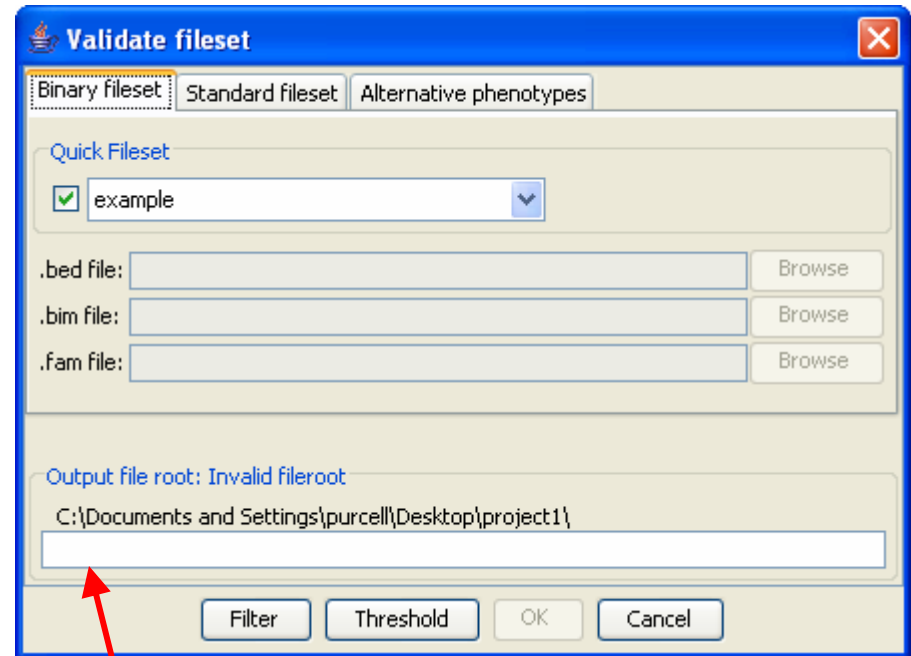 Validate fileset
Binary fileset Standard fileset Alternative phenotypes
Quick Fileset
example
.bed file: Browse
.bim file: Browse
.fam file: Browse
Output file root: Invalid fileroot
C:\Documents and Settings\purcell\Desktop\project1\
Filter Threshold OK Cancel